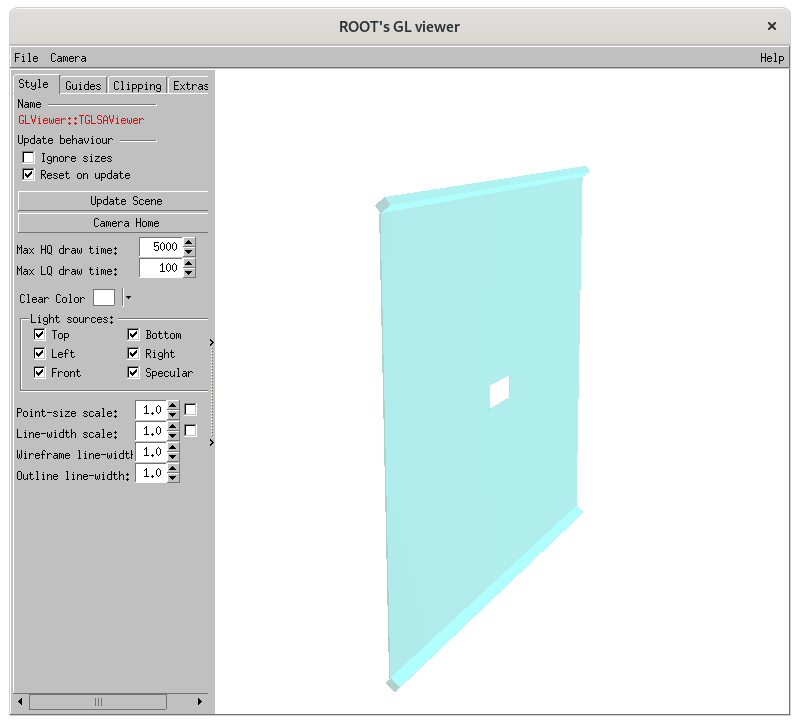 ROOT's GL viewer
File Camera Help
Style Guides Clipping Extras
Name
GLViewer::TGLSAViewer
Update behaviour
Ignore sizes
Reset on update
Update Scene
Camera Home
Max HQ draw time: 5000
Max LQ draw time: 100
Clear Color
Light sources:
Top Bottom
Left Right
Front Specular
Point-size scale: 1.0
Line-width scale: 1.0
Wireframe line-width 1.0
Outline line-width: 1.0